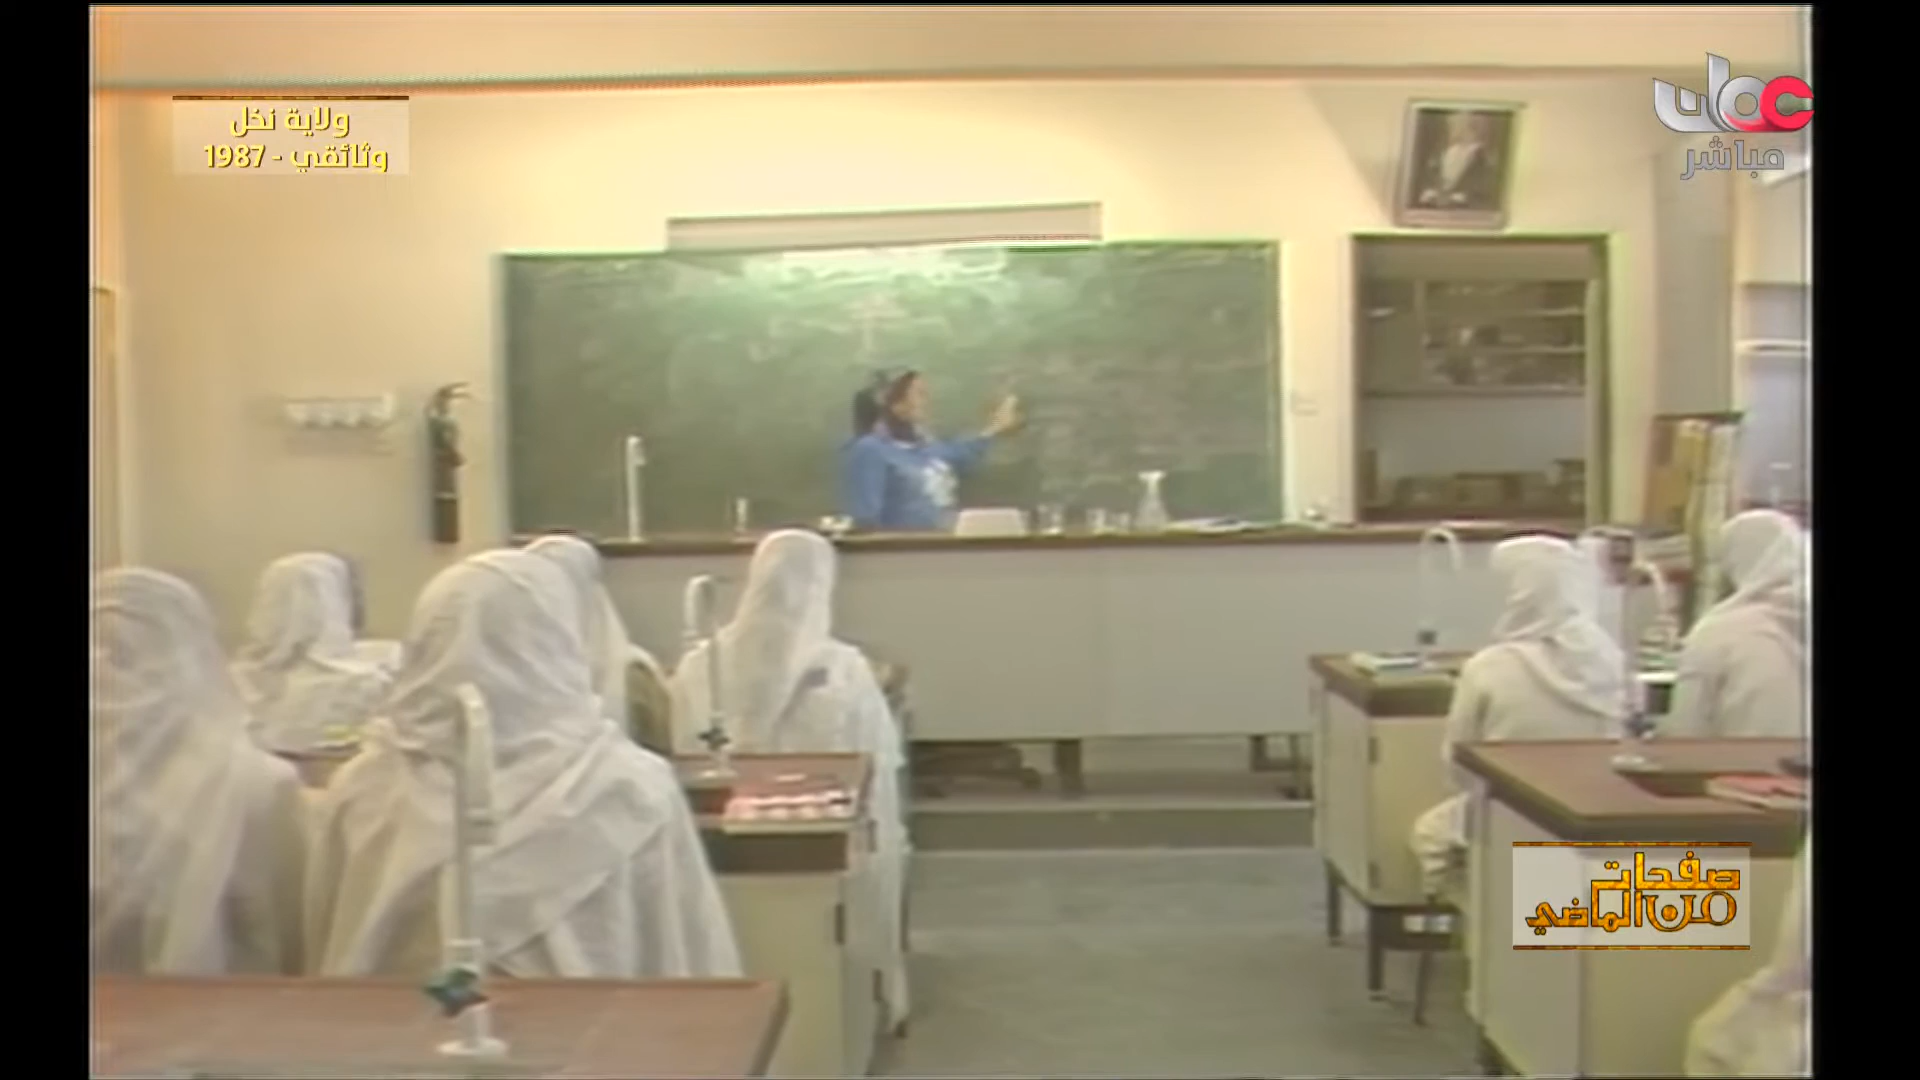 ولاية نخل
وثائقي - 1987
عمان
مباشر
صفحات
من الماضي